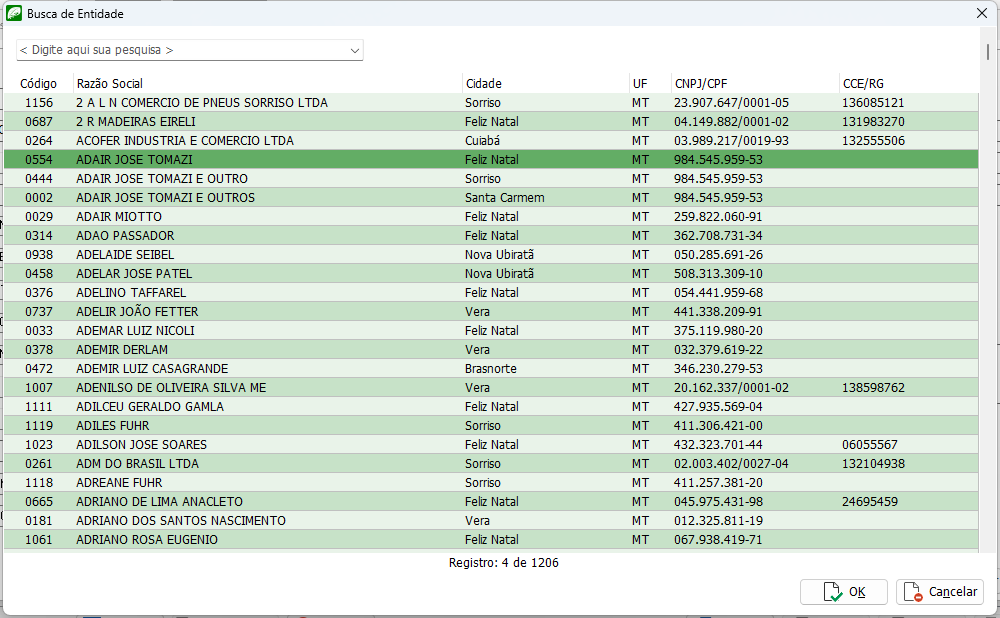 Busca de Entidade
< Digite aqui sua pesquisa >
Código Razão Social Cidade UF CNPJ/CPF CCE/RG
1156 2 A L N COMERCIO DE PNEUS SORRISO LTDA Sorriso MT 23.907.647/0001-05 136085121
0687 2 R MADEIRAS EIRELI Feliz Natal MT 04.149.882/0001-02 131983270
0264 ACOFER INDUSTRIA E COMERCIO LTDA Cuiabá MT 03.989.217/0019-93 132555506
0554 ADAIR JOSE TOMAZI Feliz Natal MT 984.545.959-53
0444 ADAIR JOSE TOMAZI E OUTRO Sorriso MT 984.545.959-53
0002 ADAIR JOSE TOMAZI E OUTROS Santa Carmem MT 984.545.959-53
0029 ADAIR MIOTTO Feliz Natal MT 259.822.060-91
0314 ADAO PASSADOR Feliz Natal MT 362.708.731-34
0938 ADELAIDE SEIBEL Nova Ubiratã MT 050.285.691-26
0458 ADELAR JOSE PATEL Nova Ubiratã MT 508.313.309-10
0376 ADELINO TAFFAREL Feliz Natal MT 054.441.959-68
0737 ADELIR JOÃO FETTER Vera MT 441.338.209-91
0033 ADEMAR LUIZ NICOLI Feliz Natal MT 375.119.980-20
0378 ADEMIR DERLAM Vera MT 032.379.619-22
0472 ADEMIR LUIZ CASAGRANDE Brasnorte MT 346.230.279-53
1007 ADENILSO DE OLIVEIRA SILVA ME Vera MT 20.162.337/0001-02 138598762
1111 ADILCEU GERALDO GAMLA Feliz Natal MT 427.935.569-04
1119 ADILES FUHR Sorriso MT 411.306.421-00
1023 ADILSON JOSE SOARES Feliz Natal MT 432.323.701-44 06055567
0261 ADM DO BRASIL LTDA Sorriso MT 02.003.402/0027-04 132104938
1118 ADREANE FUHR Sorriso MT 411.257.381-20
0665 ADRIANO DE LIMA ANACLETO Feliz Natal MT 045.975.431-98 24695459
0181 ADRIANO DOS SANTOS NASCIMENTO Vera MT 012.325.811-19
1061 ADRIANO ROSA EUGENIO Feliz Natal MT 067.938.419-71
Registro: 4 de 1206
OK Cancelar